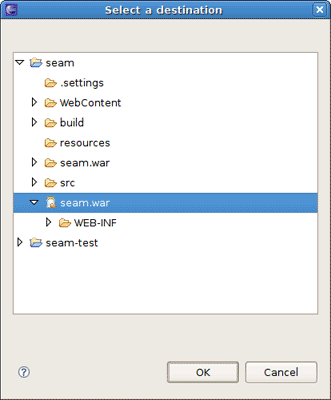 Select a destination
seam
.settings
WebContent
build
resources
seam.war
src
seam.war
WEB-INF
seam-test
OK
Cancel